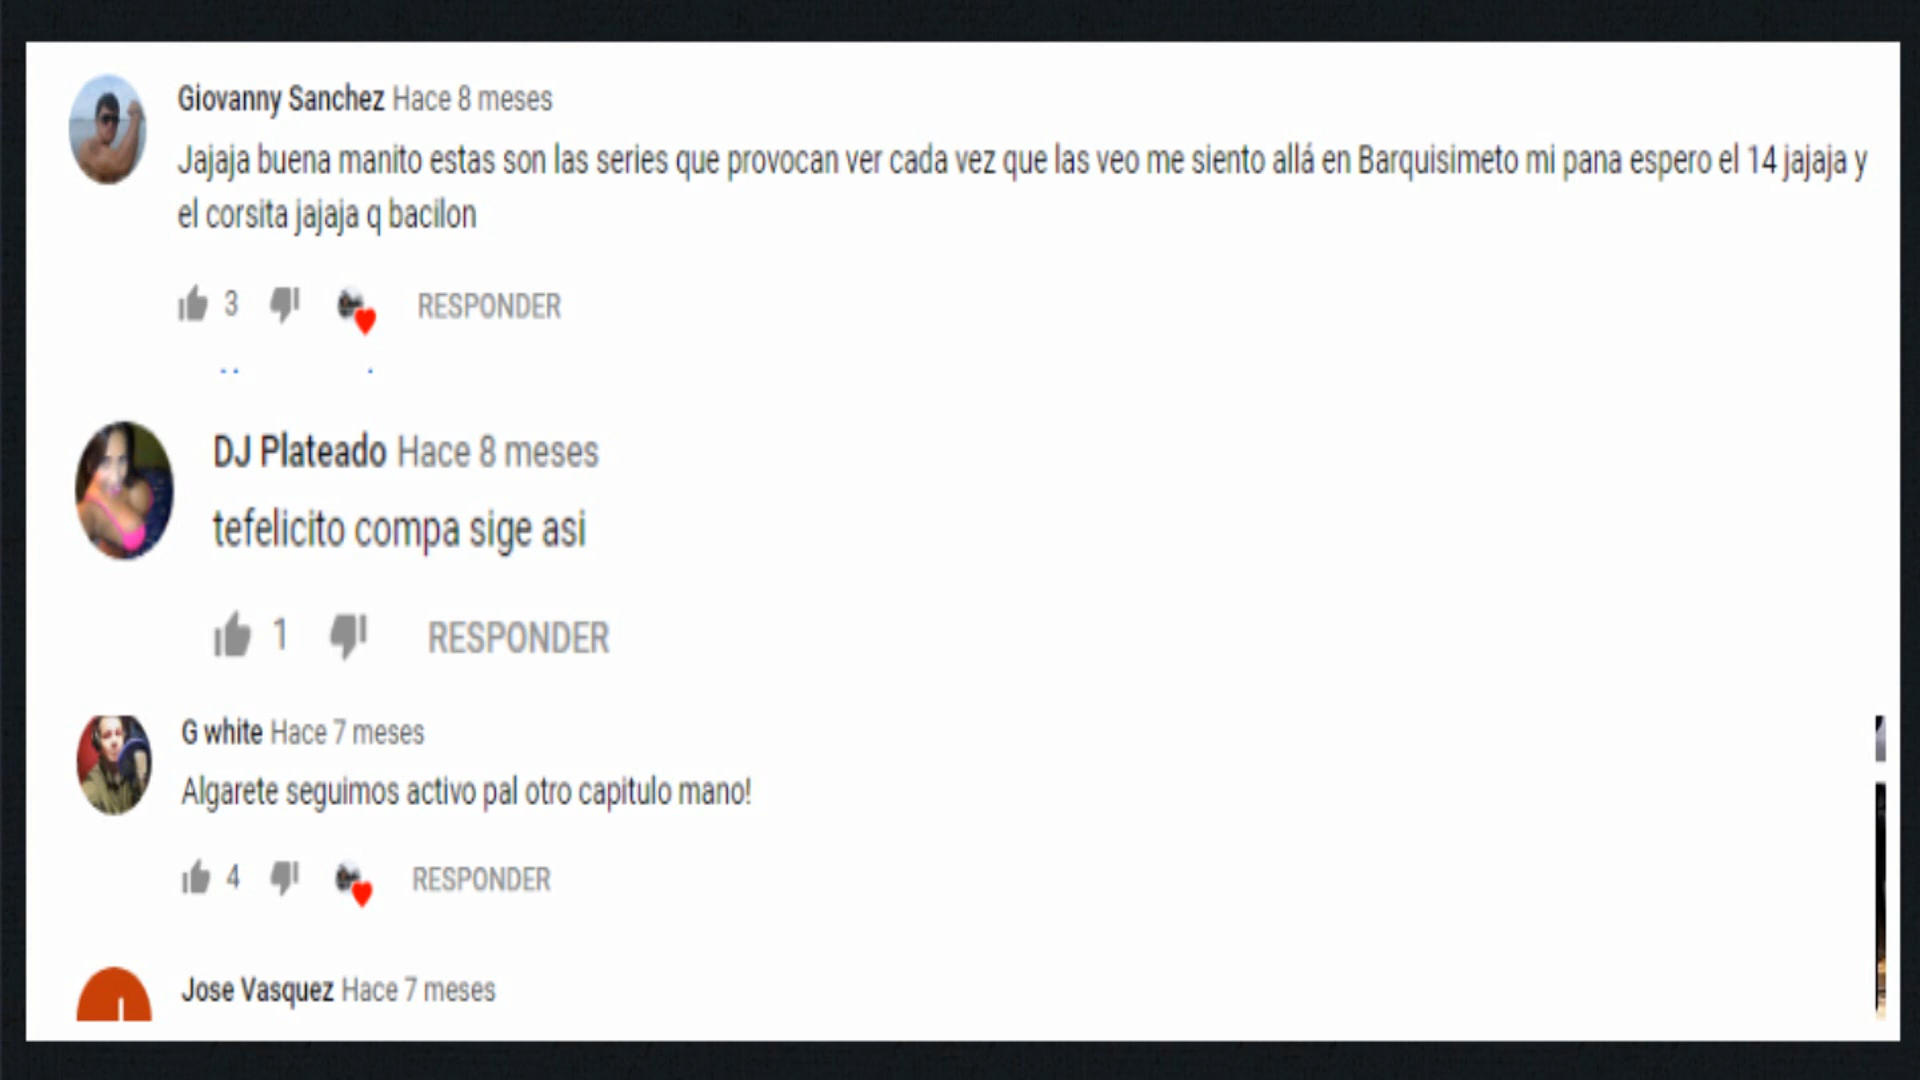 Giovanny Sanchez Hace 8 meses
Jajaja buena manito estas son las series que provocan ver cada vez que las veo me siento allá en Barquisimeto mi pana espero el 14 jajaja y
el corsita jajaja q bacilon
3 RESPONDER
DJ Plateado Hace 8 meses
tefelicito compa sige asi
1 RESPONDER
G white Hace 7 meses
Algarete seguimos activo pal otro capitulo mano!
4 RESPONDER
Jose Vasquez Hace 7 meses